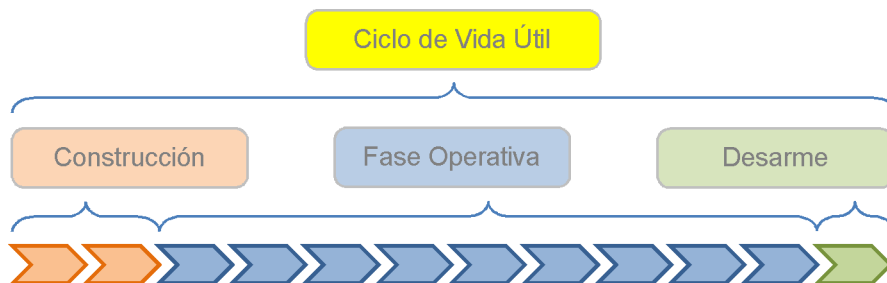 Ciclo de Vida Útil
Construcción
Fase Operativa
Desarme